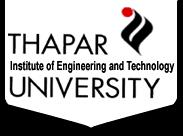 THAPAR
Institute of Engineering and Technology
UNIVERSITY